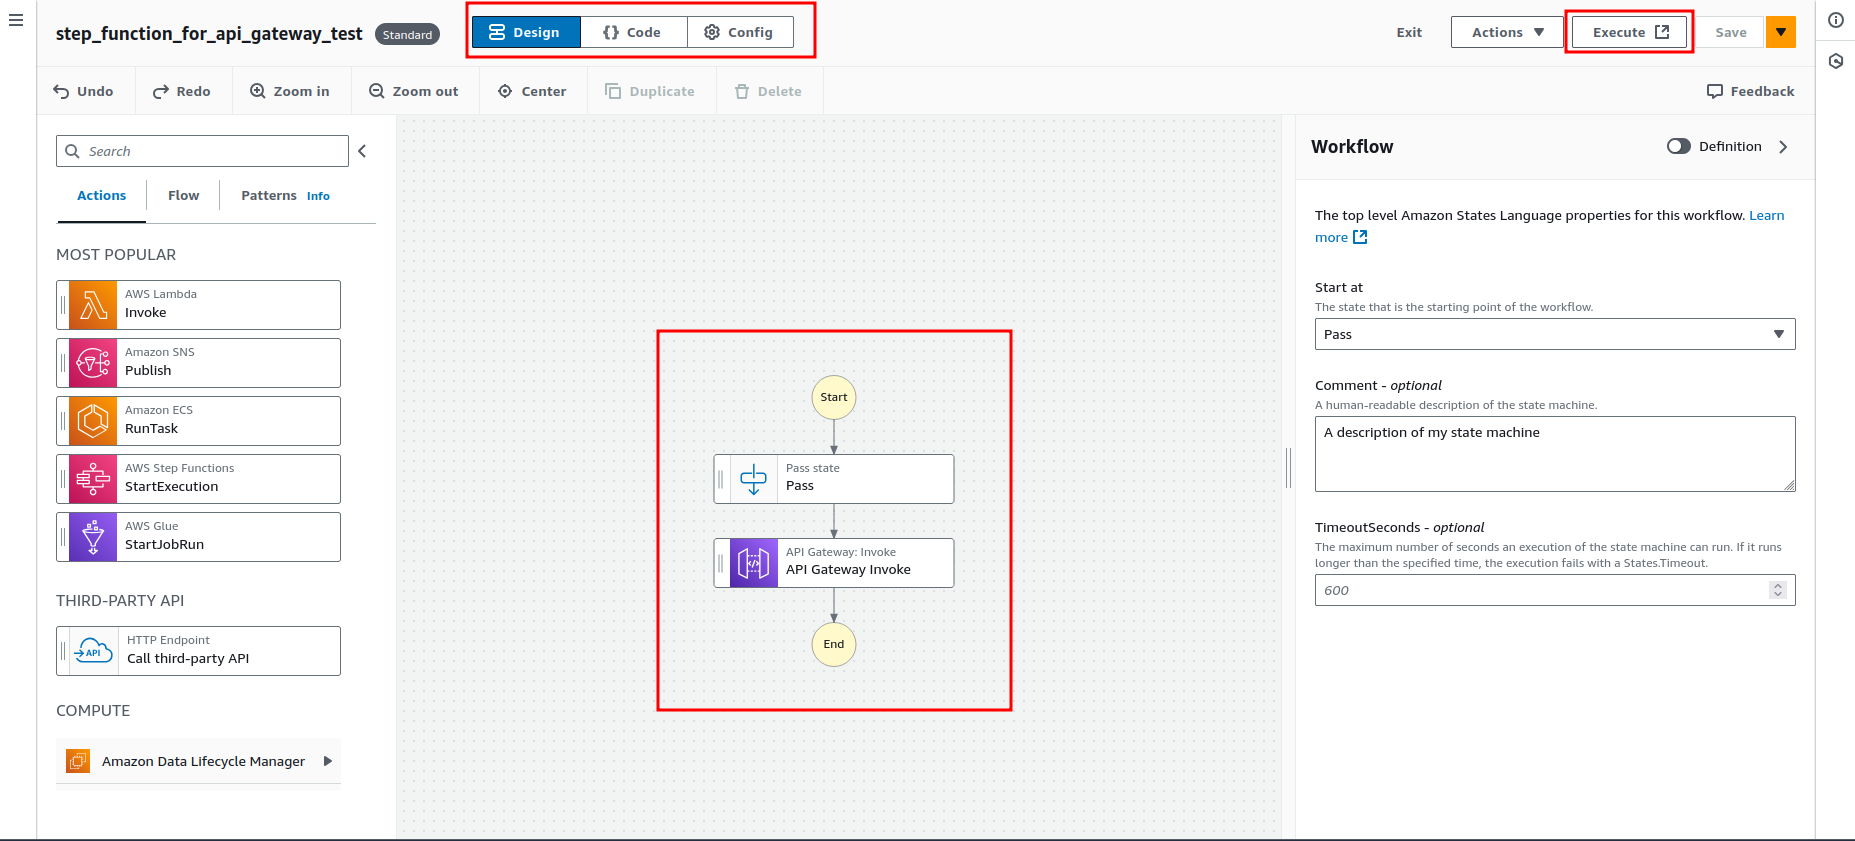 step_function_for_api_gateway_test
Standard
Design
Code
Config
Exit
Actions
Execute
Save
Undo
Redo
Zoom in
Zoom out
Center
Duplicate
Delete
Feedback
Search
Actions
Flow
Patterns
Info
MOST POPULAR
AWS Lambda
Invoke
Amazon SNS
Publish
Amazon ECS
RunTask
AWS Step Functions
StartExecution
AWS Glue
StartJobRun
THIRD-PARTY API
API
HTTP Endpoint
Call third-party API
COMPUTE
Amazon Data Lifecycle Manager
Start
Pass state
Pass
API Gateway: Invoke
API Gateway Invoke
End
Workflow
Definition
The top level Amazon States Language properties for this workflow. Learn
more
Start at
The state that is the starting point of the workflow.
Pass
Comment - optional
A human-readable description of the state machine.
A description of my state machine
TimeoutSeconds - optional
The maximum number of seconds an execution of the state machine can run. If it runs
longer than the specified time, the execution fails with a States.Timeout.
600